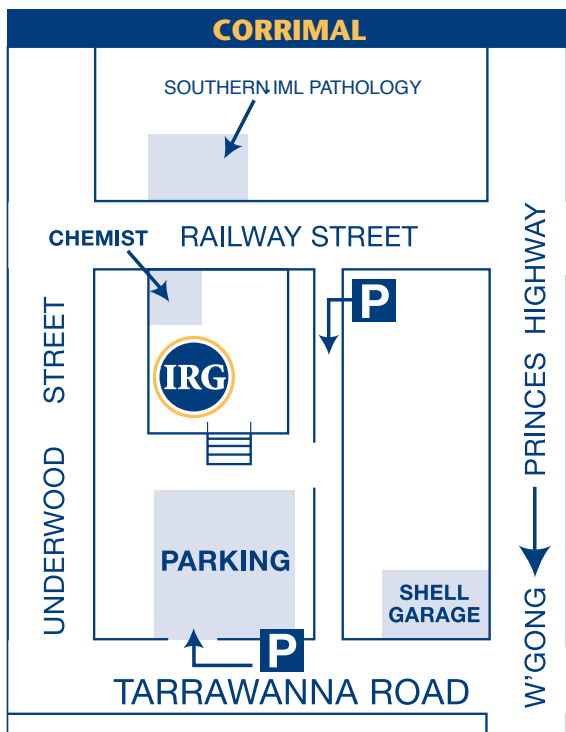 CORRIMAL
SOUTHERN IML PATHOLOGY
CHEMIST
RAILWAY STREET
P
IRG
UNDERWOOD STREET
PRINCES HIGHWAY
PARKING
SHELL
GARAGE
W'GONG
P
TARRAWANNA ROAD